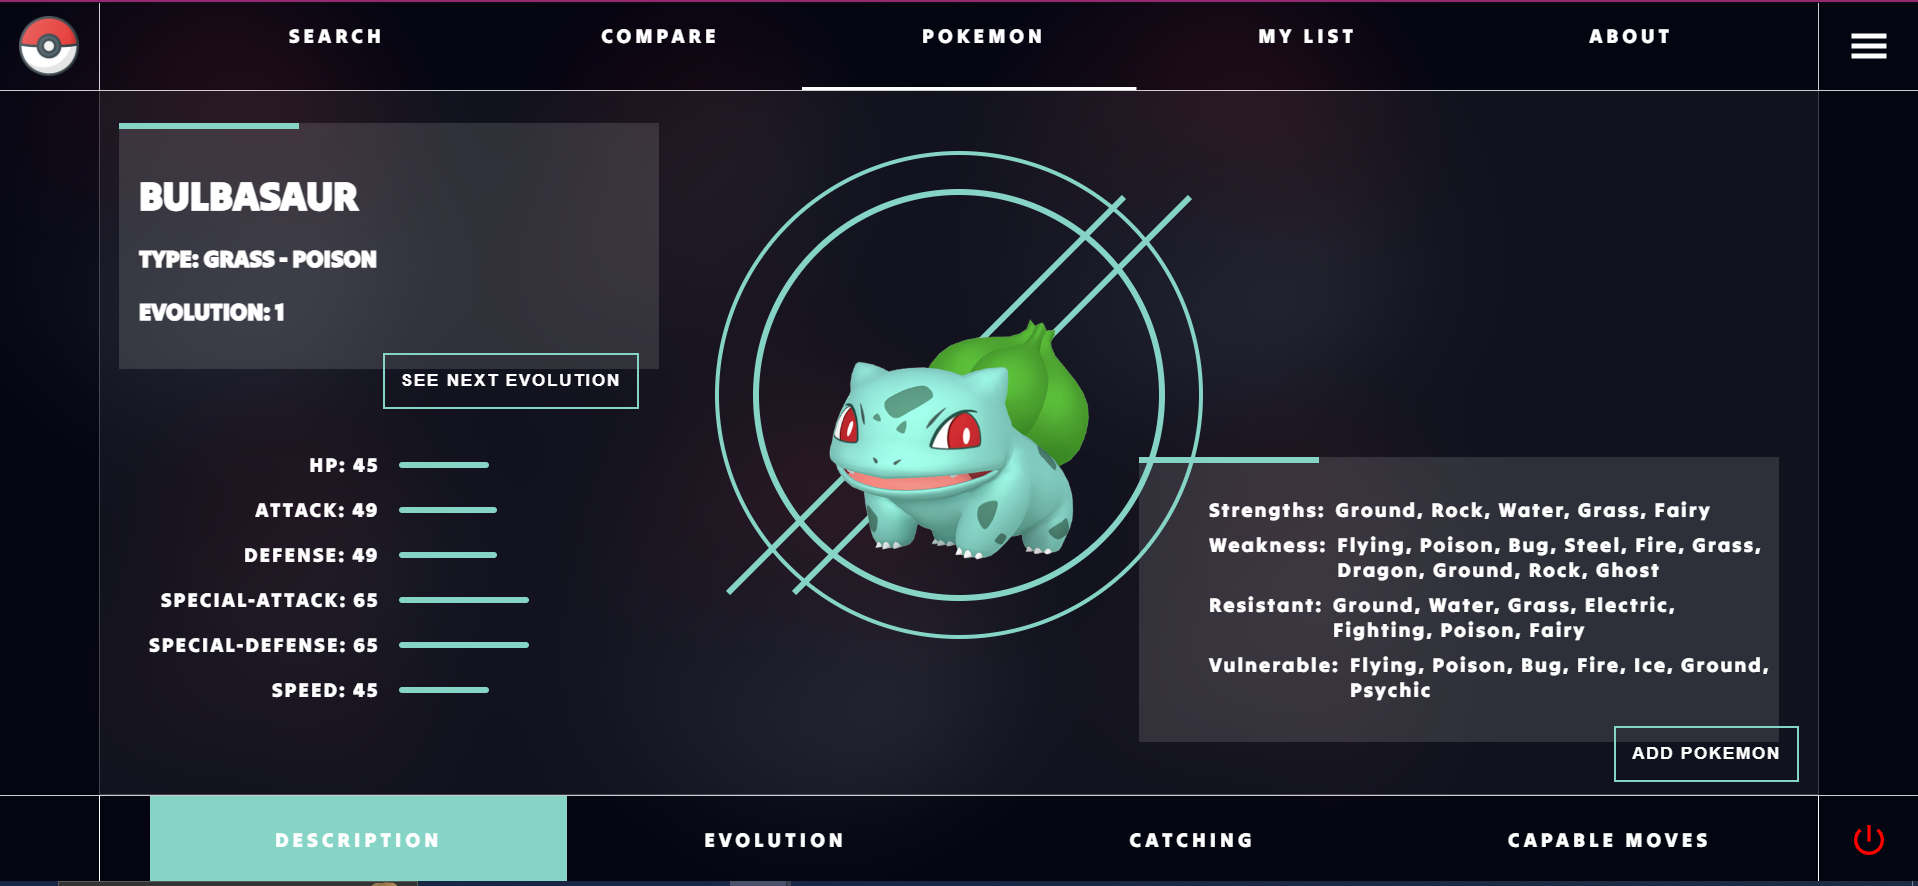 SEARCH
COMPARE
POKEMON
MY LIST
ABOUT
BULBASAUR
TYPE: GRASS - POISON
EVOLUTION: 1
SEE NEXT EVOLUTION
HP: 45
ATTACK: 49
DEFENSE: 49
SPECIAL-ATTACK: 65
SPECIAL-DEFENSE: 65
SPEED: 45
Strengths: Ground, Rock, Water, Grass, Fairy
Weakness: Flying, Poison, Bug, Steel, Fire, Grass,
Dragon, Ground, Rock, Ghost
Resistant: Ground, Water, Grass, Electric,
Fighting, Poison, Fairy
Vulnerable: Flying, Poison, Bug, Fire, Ice, Ground,
Psychic
ADD POKEMON
DESCRIPTION
EVOLUTION
CATCHING
CAPABLE MOVES